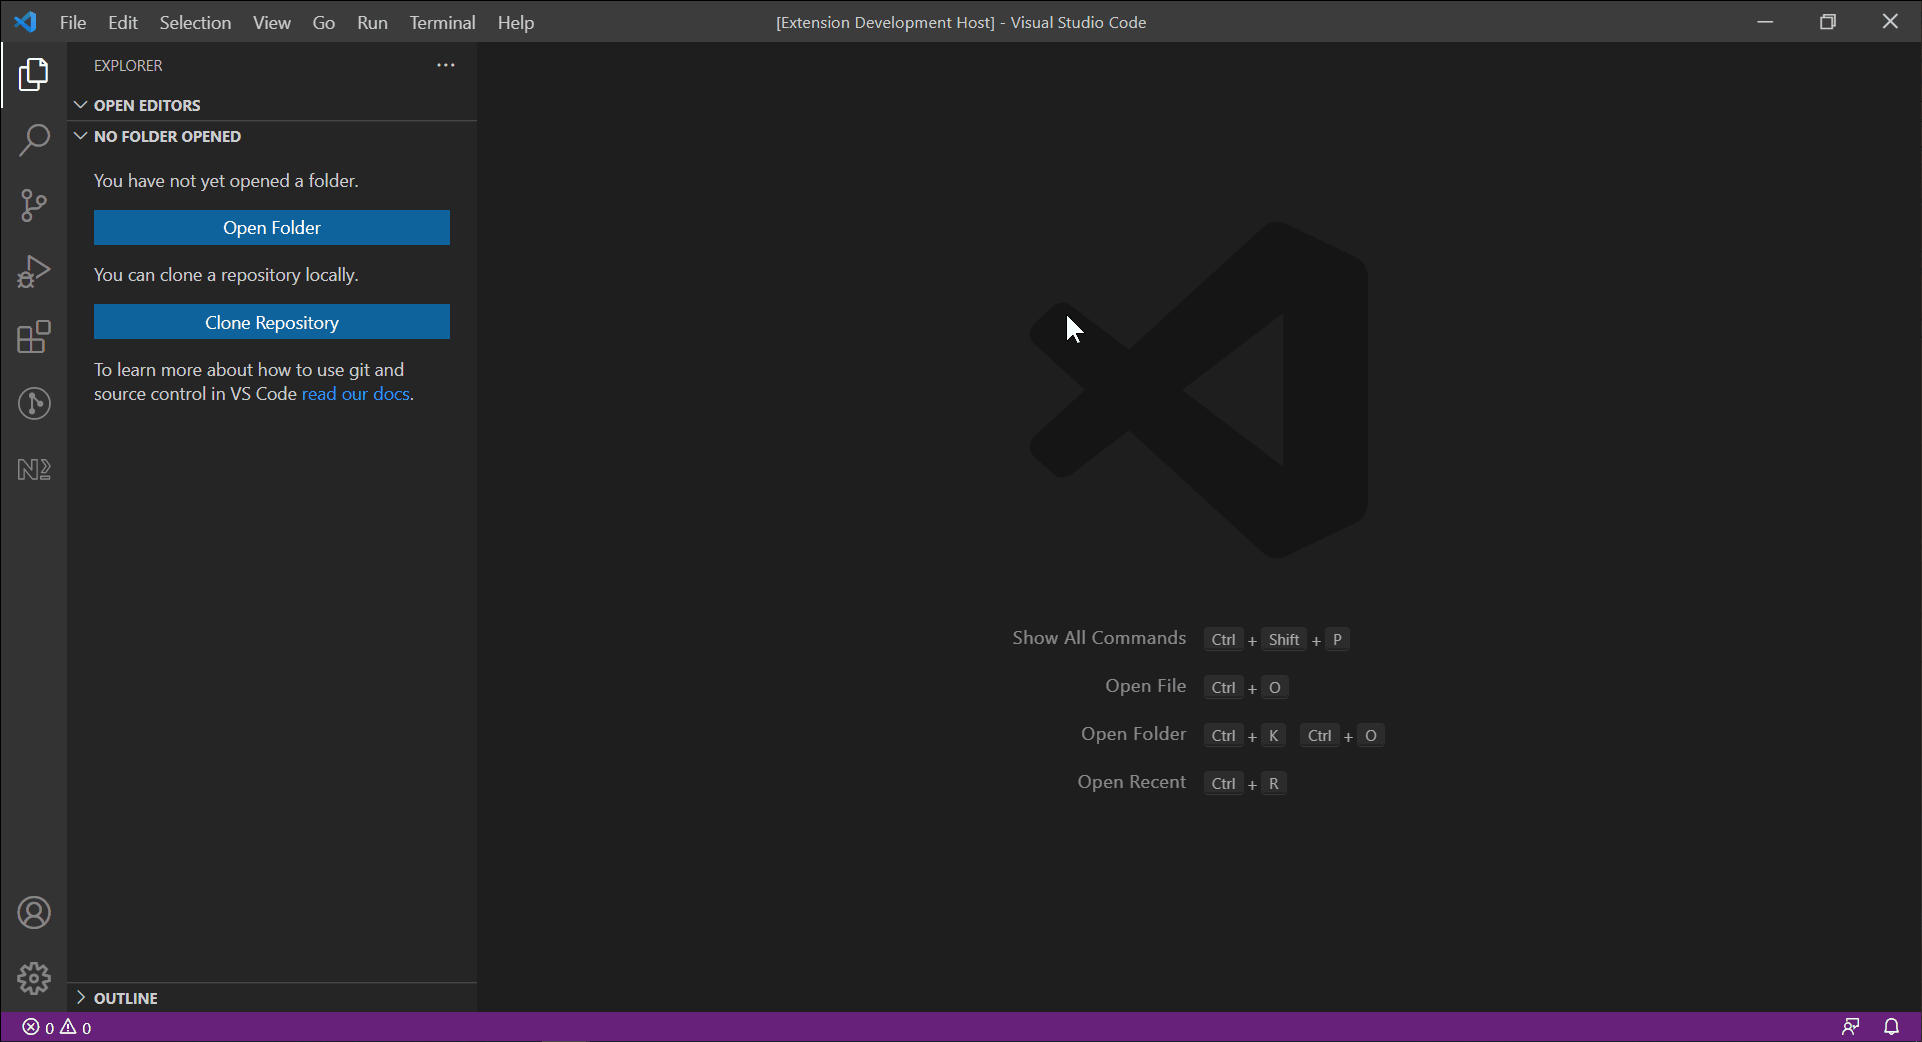 File Edit Selection View Go Run Terminal Help
[Extension Development Host] - Visual Studio Code
EXPLORER
OPEN EDITORS
NO FOLDER OPENED
You have not yet opened a folder.
Open Folder
You can clone a repository locally.
Clone Repository
To learn more about how to use git and
source control in VS Code read our docs.
Show All Commands Ctrl + Shift + P
Open File Ctrl + O
Open Folder Ctrl + K Ctrl + O
Open Recent Ctrl + R
OUTLINE
0 0